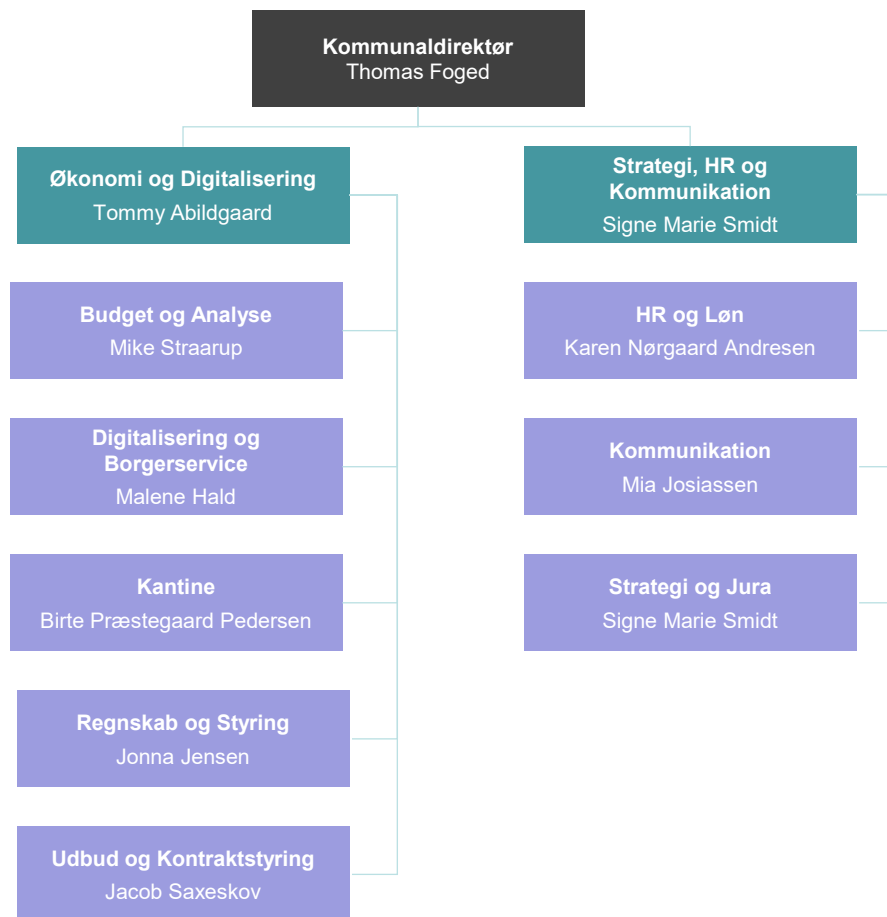 Kommunaldirektør
Thomas Foged
Økonomi og Digitalisering
Tommy Abildgaard
Budget og Analyse
Mike Straarup
Digitalisering og
Borgerservice
Malene Hald
Kantine
Birte Præstegaard Pedersen
Regnskab og Styring
Jonna Jensen
Udbud og Kontraktstyring
Jacob Saxeskov
Strategi, HR og
Kommunikation
Signe Marie Smidt
HR og Løn
Karen Nørgaard Andresen
Kommunikation
Mia Josiassen
Strategi og Jura
Signe Marie Smidt